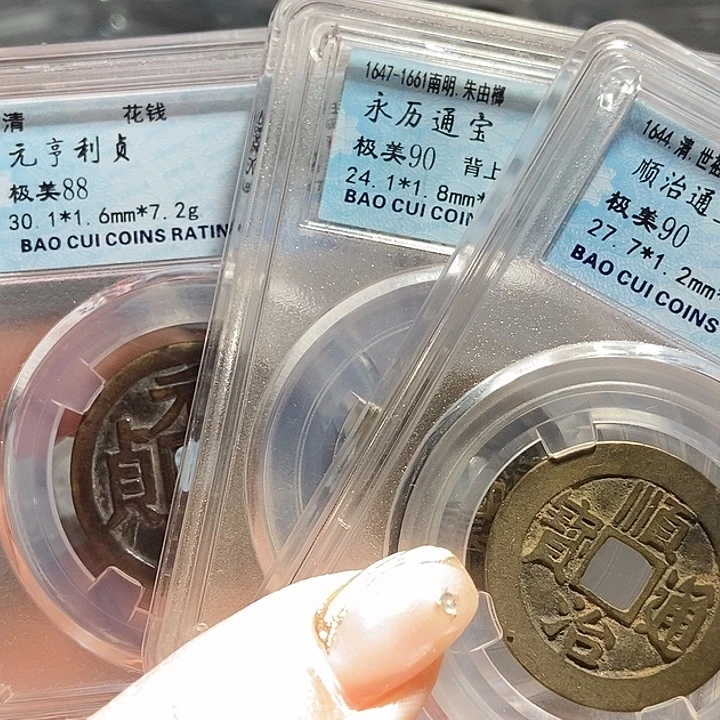 清 花钱
元亨利贞
极美88
30.1*1.6mm*7.2g
BAO CUI COINS RATIN
1647-1661南明.朱由榔
永历通宝
极美90 背上
24.1*1.8mm*
BAO CUI COIN
1644.清.世祖
顺治通
极美90
27.7*1.2mm*
BAO CUI COINS
元
貞
順
治
通
寳